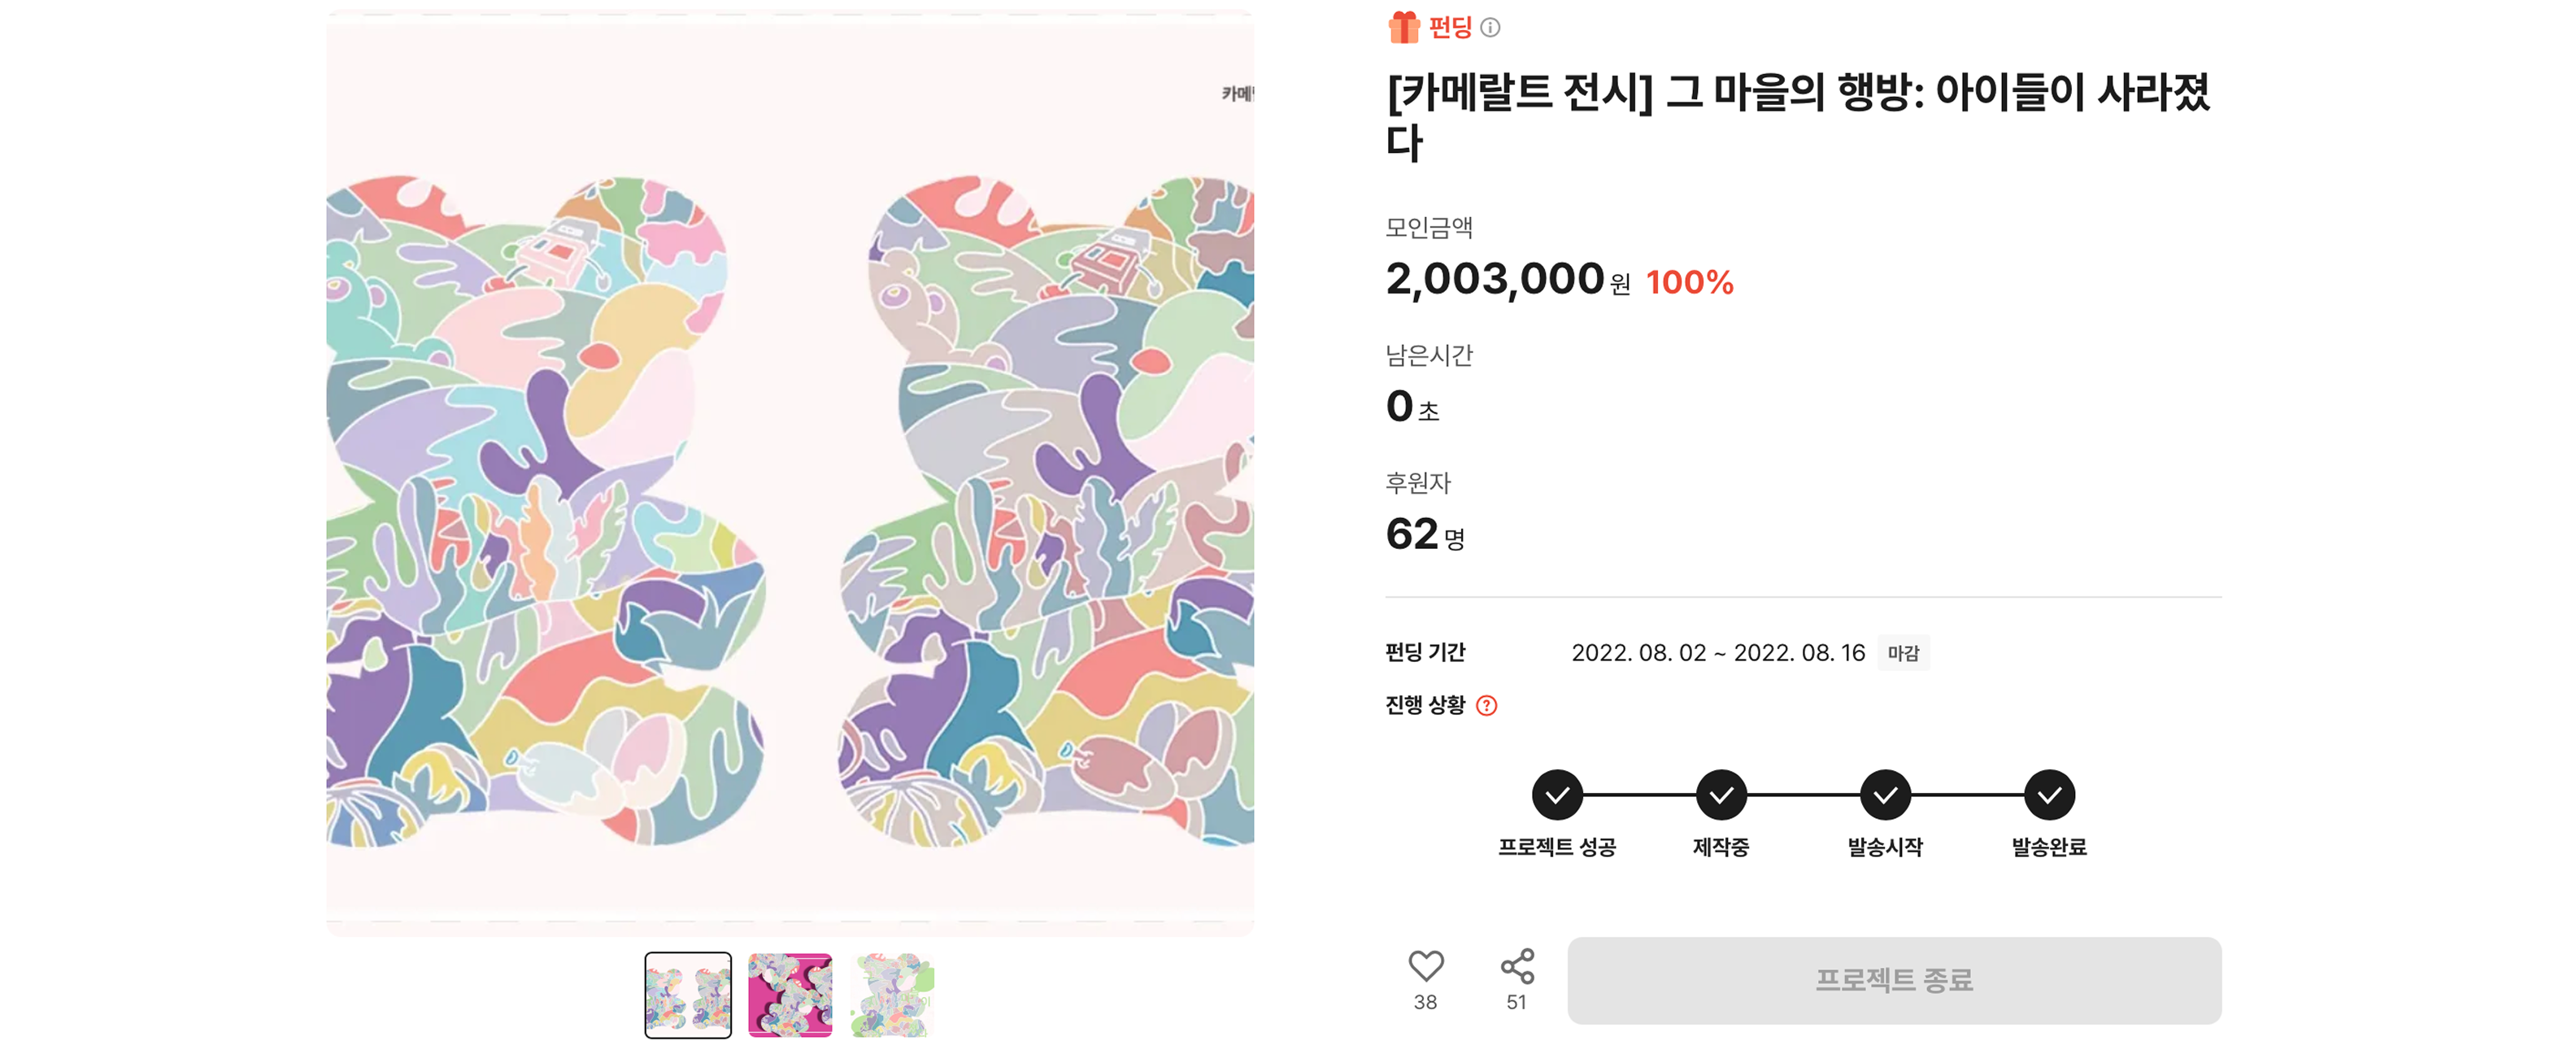 카메
펀딩
[카메랄트 전시] 그 마을의 행방: 아이들이 사라졌
다
모인금액
2,003,000원 100%
남은시간
0초
후원자
62명
펀딩 기간 2022. 08. 02 ~ 2022. 08. 16 마감
진행 상황 ?
프로젝트 성공 제작중 발송시작 발송완료
38 51 프로젝트 종료